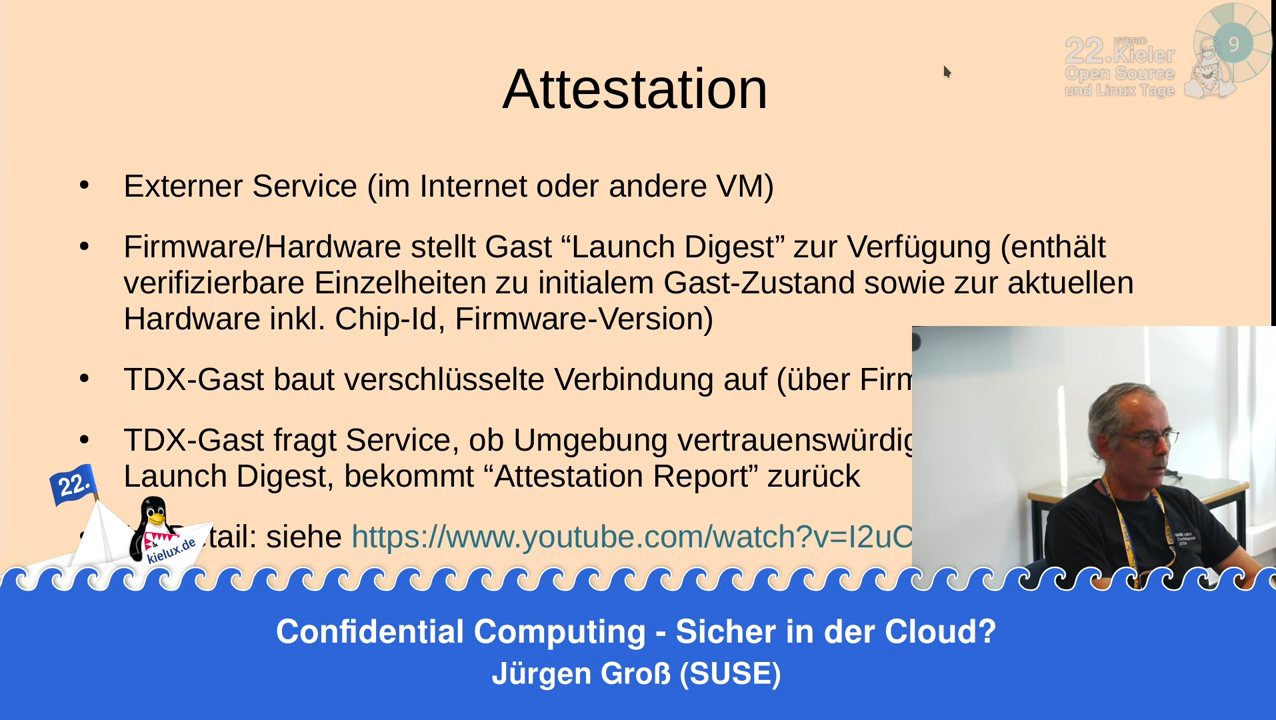 22. HYBRID
Kieler
Open Source
und Linux Tage
9
Attestation
• Externer Service (im Internet oder andere VM)
• Firmware/Hardware stellt Gast “Launch Digest” zur Verfügung (enthält
verifizierbare Einzelheiten zu initialem Gast-Zustand sowie zur aktuellen
Hardware inkl. Chip-Id, Firmware-Version)
• TDX-Gast baut verschlüsselte Verbindung auf (über Firm
• TDX-Gast fragt Service, ob Umgebung vertrauenswürdig
Launch Digest, bekommt “Attestation Report” zurück
tail: siehe https://www.youtube.com/watch?v=I2uC
22.
kielux.de
Confidential Computing - Sicher in der Cloud?
Jürgen Groß (SUSE)